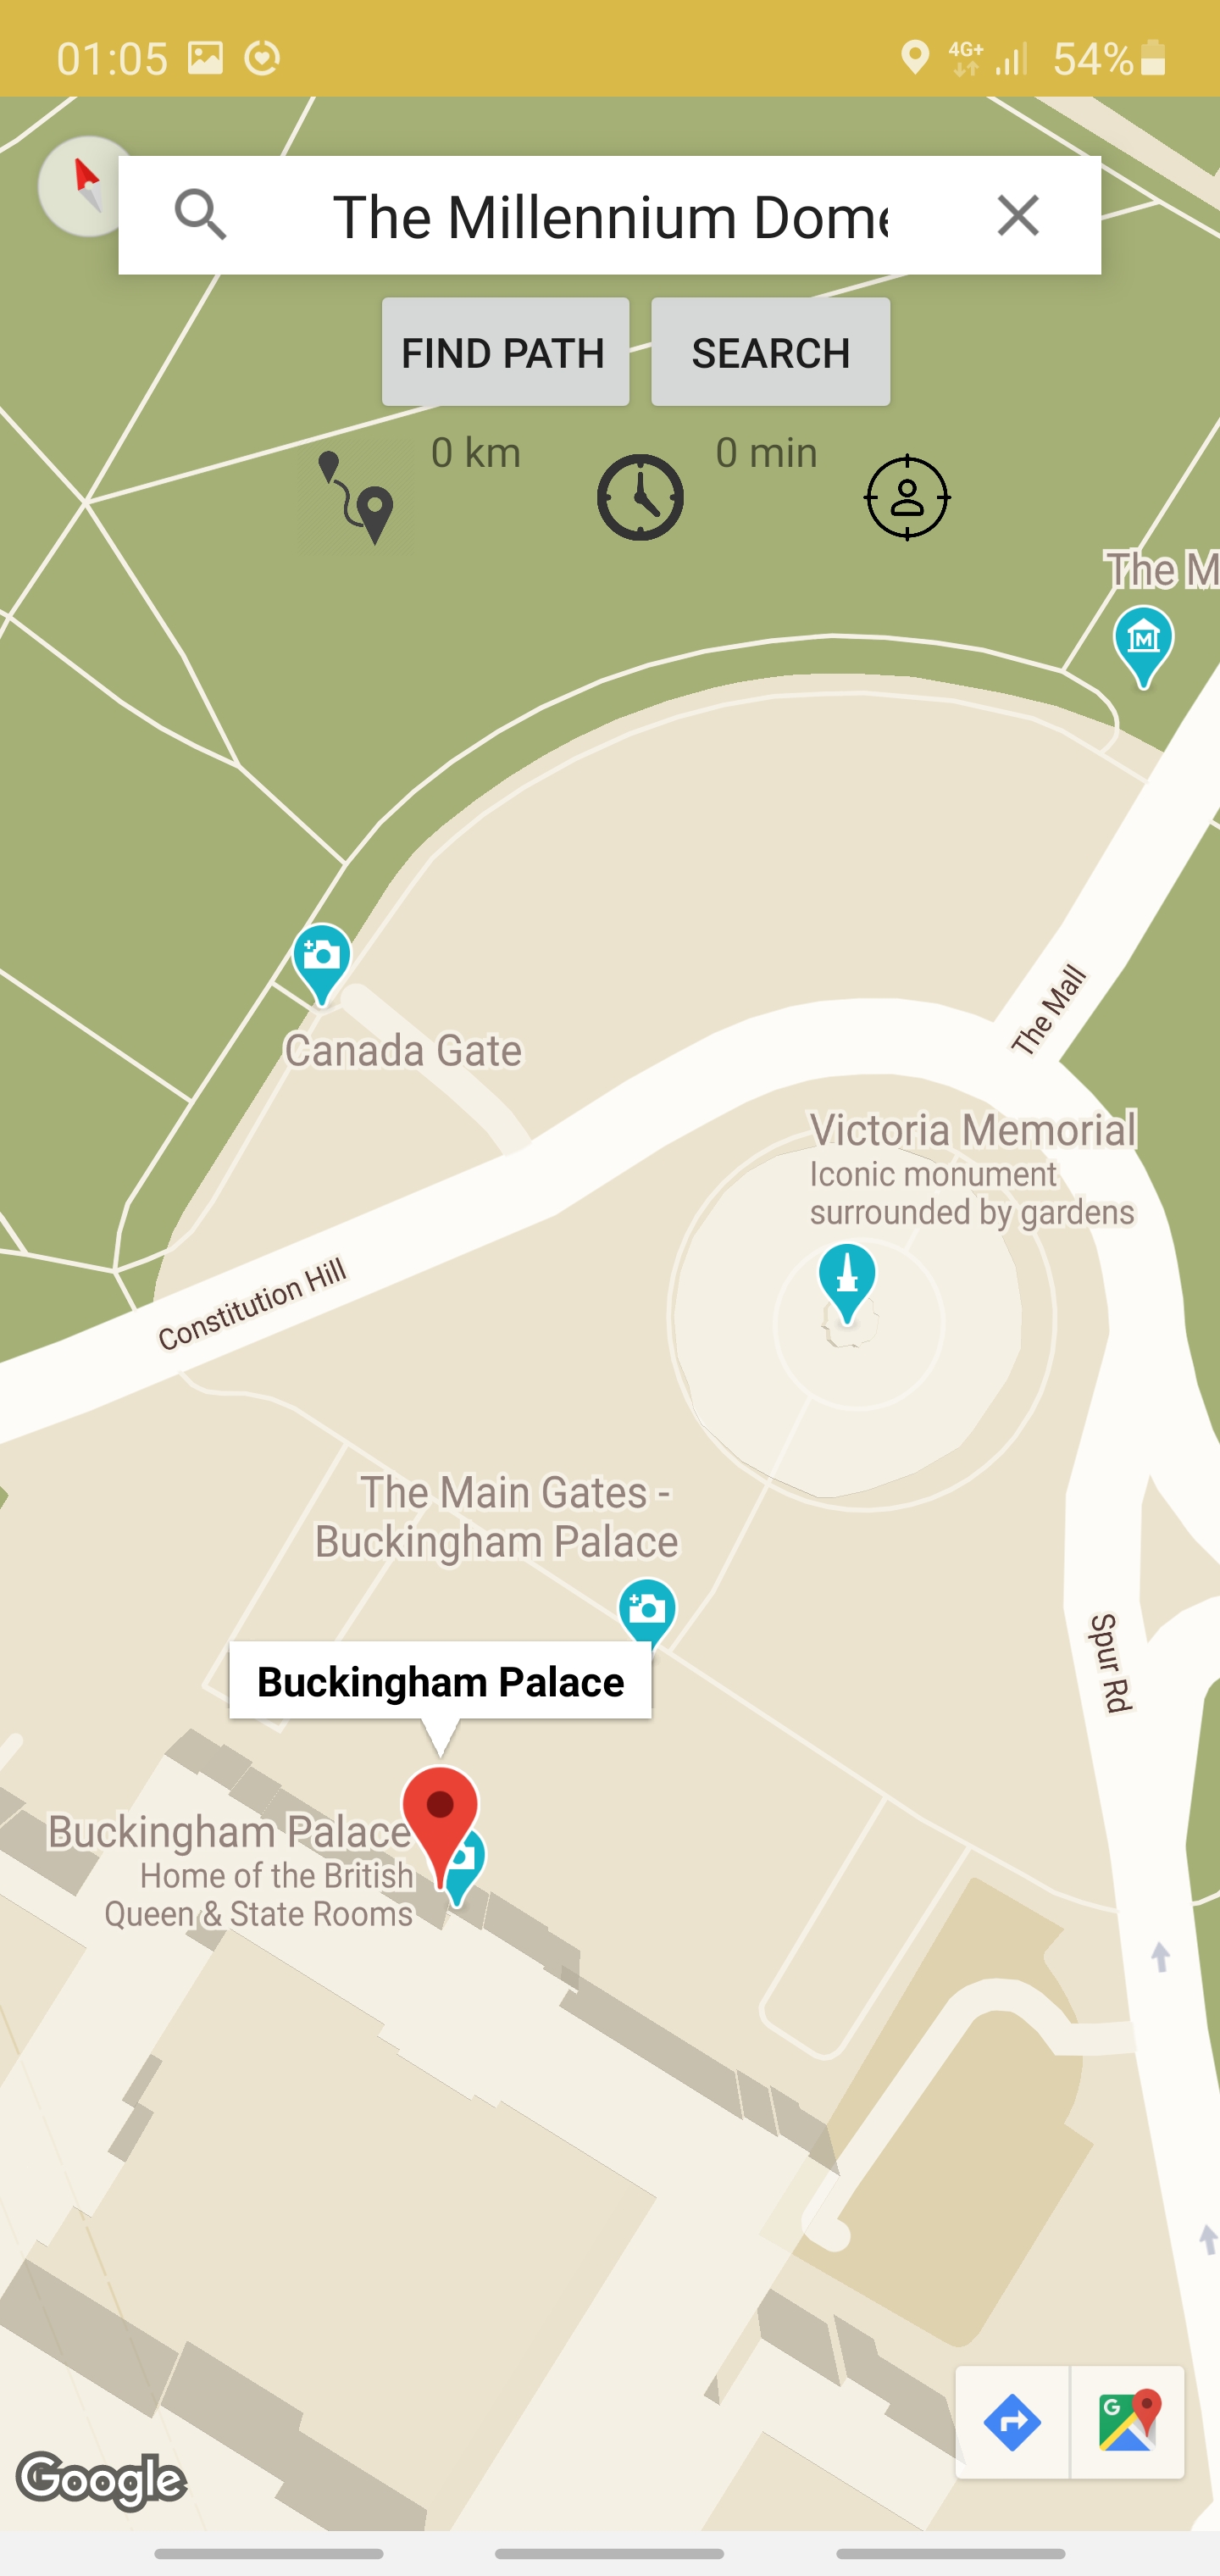 01:05
4G+
54%
The Millennium Dome
FIND PATH
SEARCH
0 km
0 min
The M
M
Canada Gate
The Mall
Victoria Memorial
Iconic monument
surrounded by gardens
Constitution Hill
The Main Gates -
Buckingham Palace
Spur Rd
Buckingham Palace
Buckingham Palace
Home of the British
Queen & State Rooms
G
Google